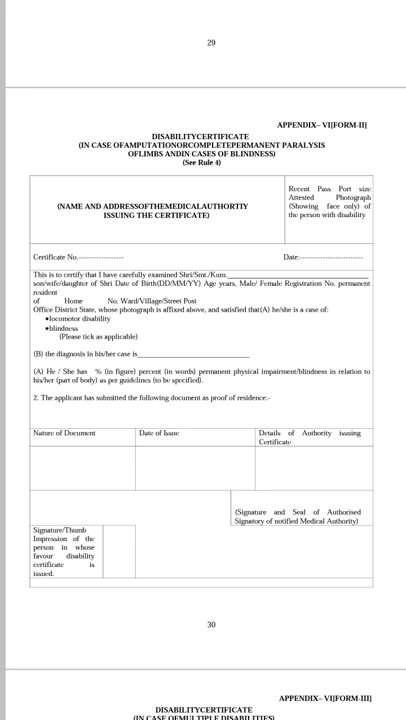 29
APPENDIX– VI[FORM-II]
DISABILITYCERTIFICATE
(IN CASE OFAMPUTATIONORCOMPLETEPERMANENT PARALYSIS
OFLIMBS ANDIN CASES OF BLINDNESS)
(See Rule 4)
(NAME AND ADDRESSOFTHEMEDICALAUTHORTIY
ISSUING THE CERTIFICATE)
Recent Pass Port size
Attested Photograph
(Showing face only) of
the person with disability
Certificate No.------------------
Date:-------------------------
This is to certify that I have carefully examined Shri/Smt./Kum.
son/wife/daughter of Shri Date of Birth(DD/MM/YY) Age years, Male/ Female Registration No. permanent
resident
of Home No. Ward/Village/Street Post
Office District State, whose photograph is affixed above, and satisfied that(A) he/she is a case of:
•locomotor disability
•blindness
(Please tick as applicable)
(B) the diagnosis in his/her case is
(A) He / She has % (in figure) percent (in words) permanent physical impairment/blindness in relation to
his/her (part of body) as per guidelines (to be specified).
2. The applicant has submitted the following document as proof of residence:-
Nature of Document
Date of Issue
Details of Authority issuing
Certificate
(Signature and Seal of Authorised
Signatory of notified Medical Authority)
Signature/Thumb
Impression of the
person in whose
favour disability
certificate is
issued.
30
APPENDIX– VI[FORM-III]
DISABILITYCERTIFICATE
(IN CASE OFMULTIPLE DISABILITIES)